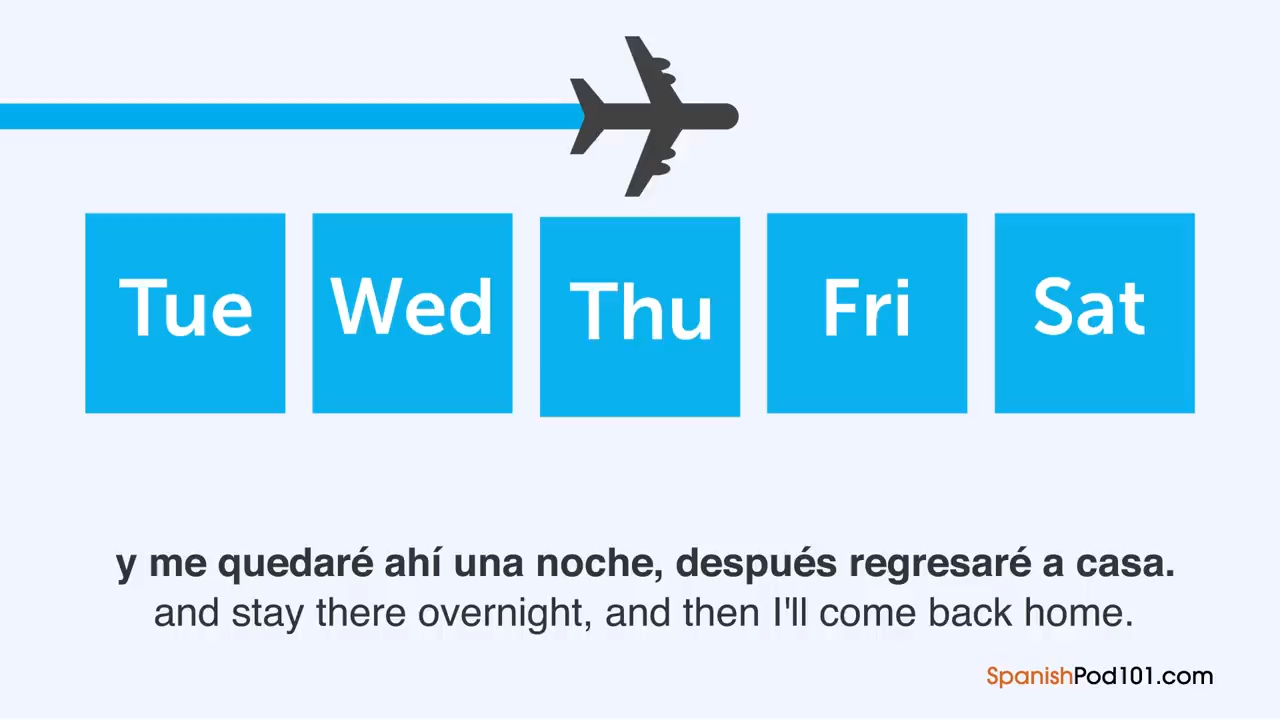 Tue Wed Thu Fri Sat
y me quedaré ahí una noche, después regresaré a casa.
and stay there overnight, and then I'll come back home.
SpanishPod101.com